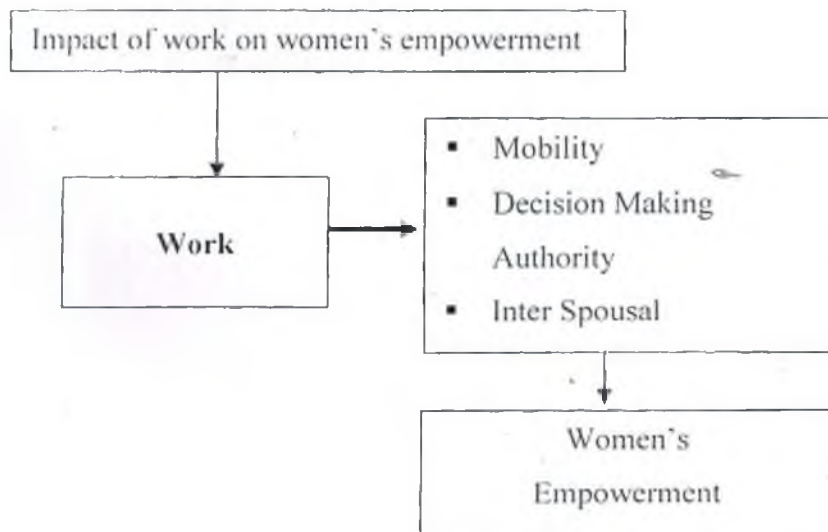 Impact of work on women's empowerment
Work
▪ Mobility
▪ Decision Making
Authority
▪ Inter Spousal
Women's
Empowerment